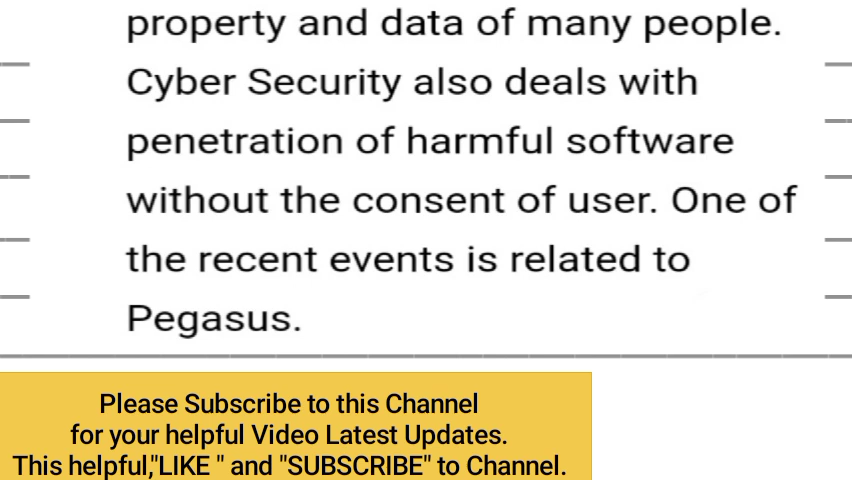 property and data of many people.
Cyber Security also deals with
penetration of harmful software
without the consent of user. One of
the recent events is related to
Pegasus.
Please Subscribe to this Channel
for your helpful Video Latest Updates.
This helpful,"LIKE " and "SUBSCRIBE" to Channel.